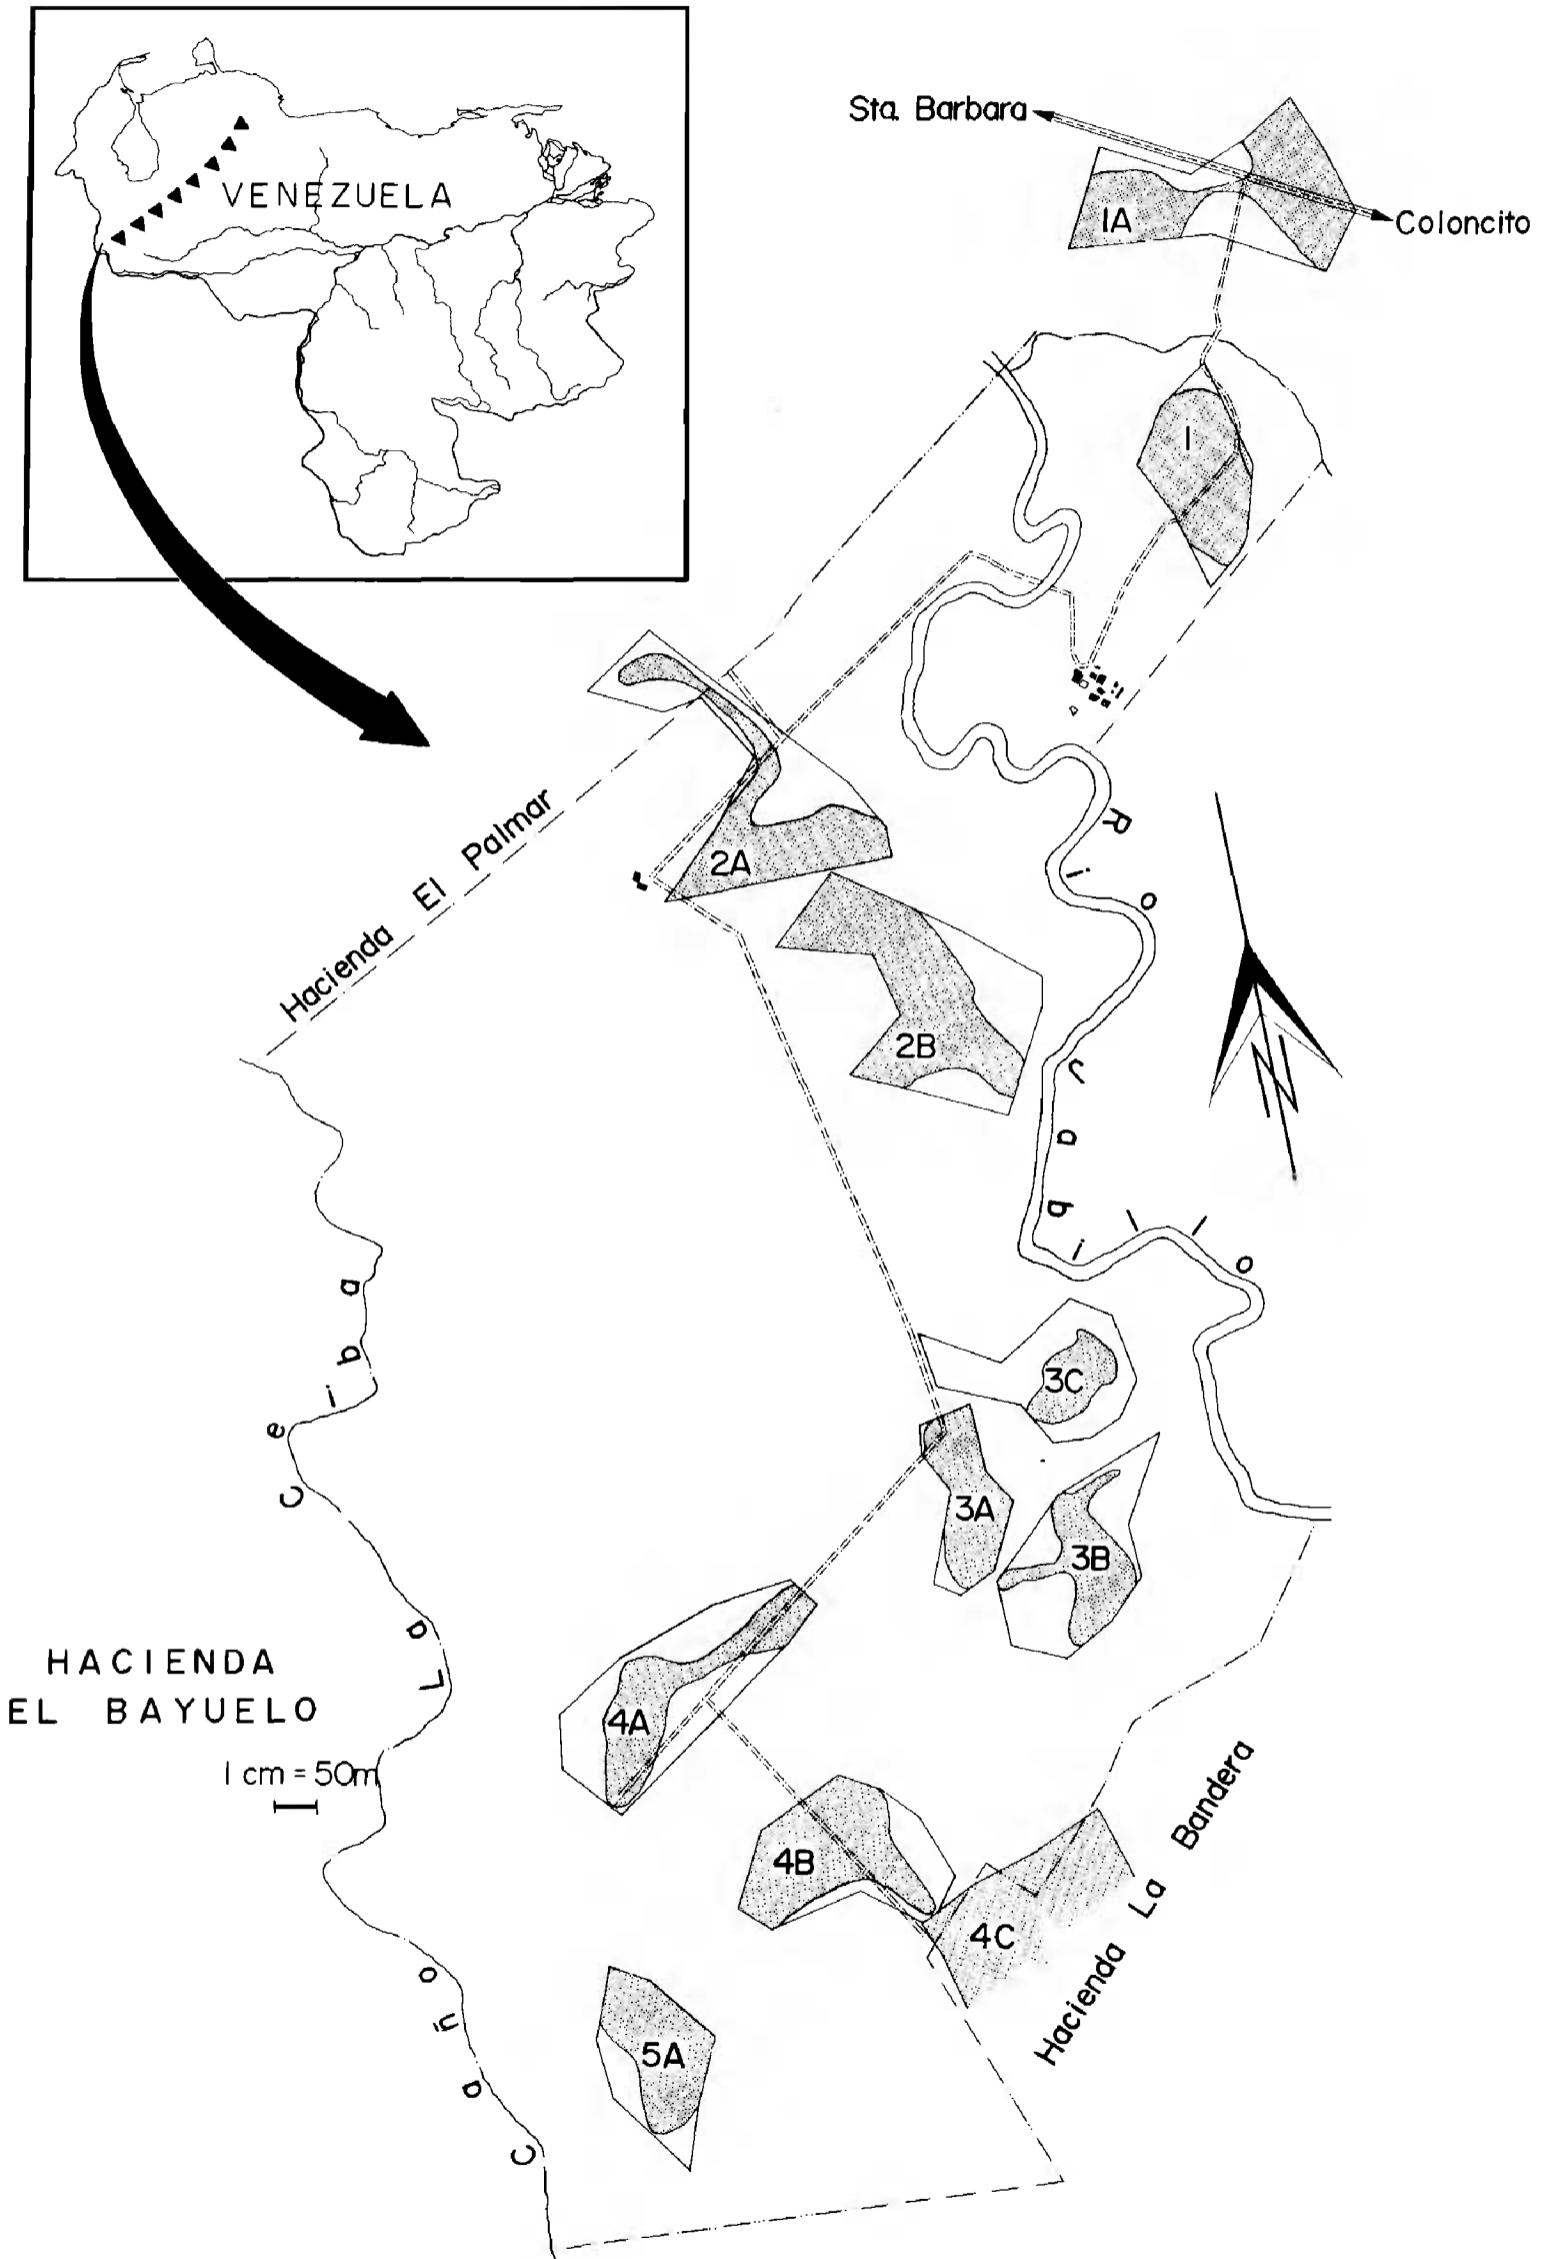 VENEZUELA
Sta. Barbara
Coloncito
1A
1
Hacienda El Palmar
2A
2B
Rio Jabillo
N
3C
3A
3B
4A
4B
4C
5A
Caño La Ceiba
HACIENDA
EL BAYUELO
1 cm = 50m
Hacienda La Bandera